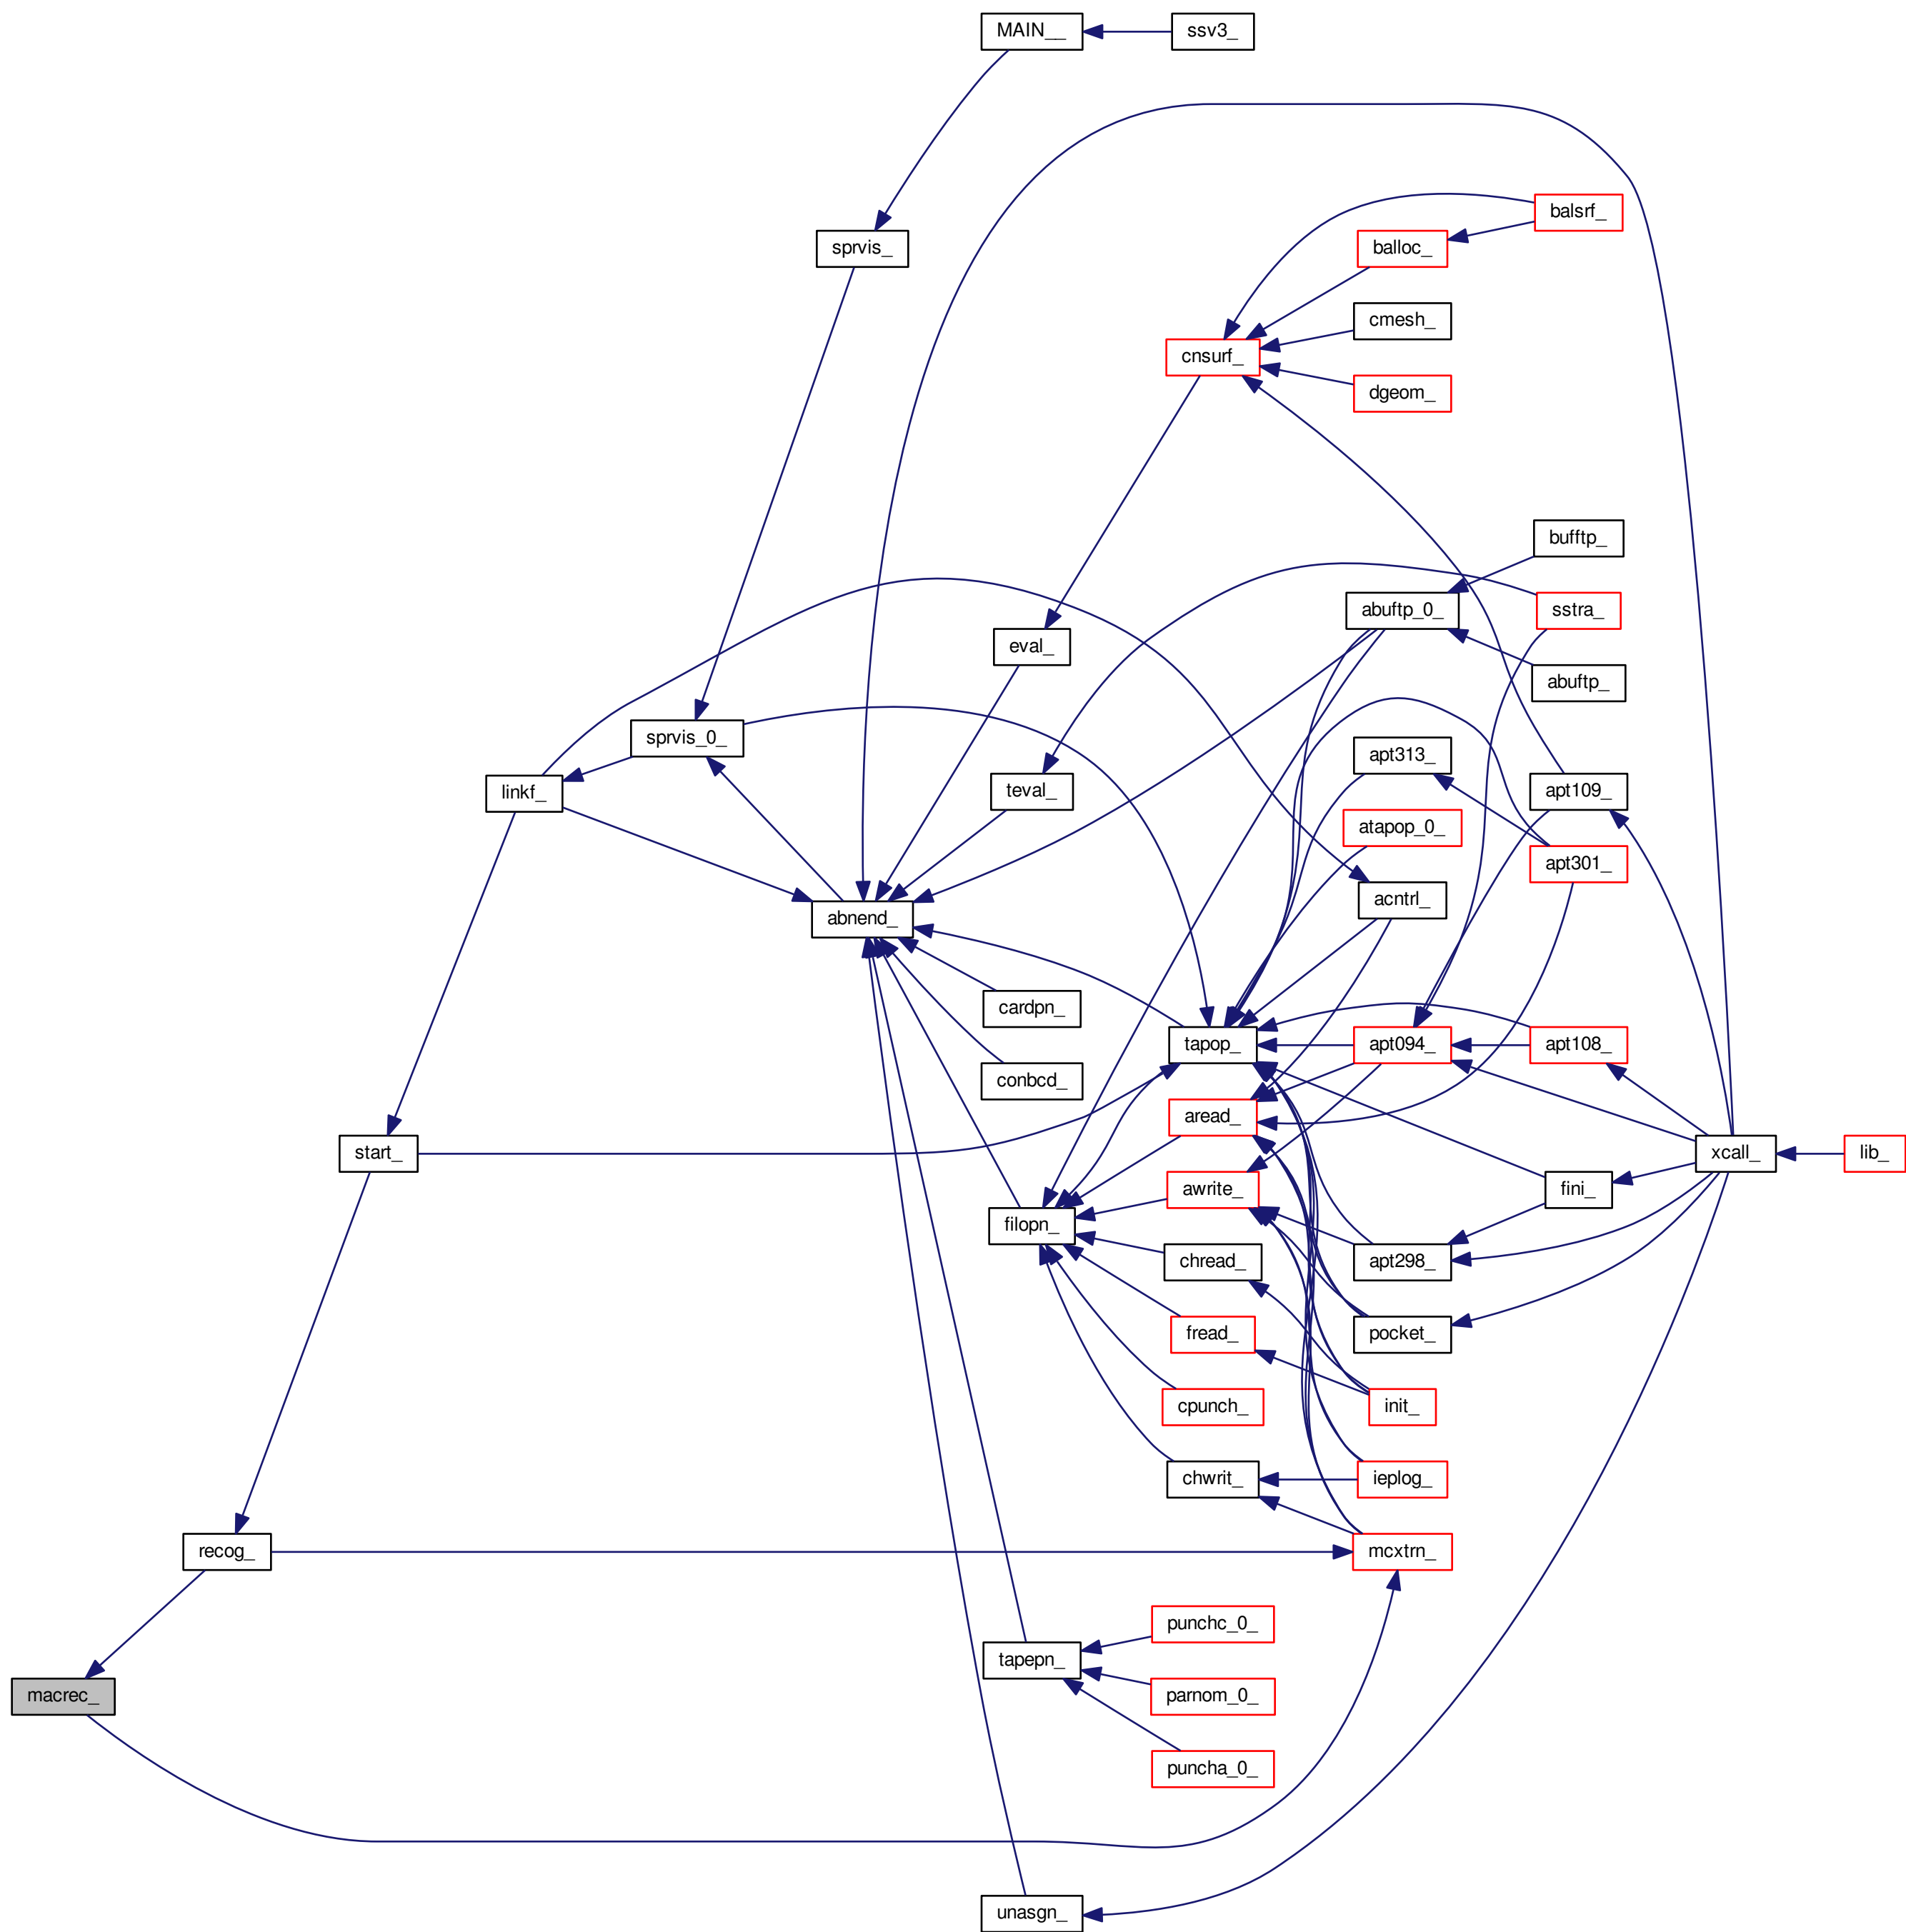 MAIN__
ssv3_
balsrf_
sprvis_
balloc_
cmesh_
cnsurf_
dgeom_
bufftp_
abuftp_0_
sstra_
eval_
abuftp_
sprvis_0_
apt313_
linkf_
teval_
apt109_
atapop_0_
apt301_
acntrl_
abnend_
cardpn_
tapop_
apt094_
apt108_
conbcd_
aread_
start_
xcall_
lib_
awrite_
fini_
filopn_
chread_
apt298_
fread_
pocket_
cpunch_
init_
chwrit_
ieplog_
recog_
mcxtrn_
punchc_0_
tapepn_
macrec_
parnom_0_
puncha_0_
unasgn_